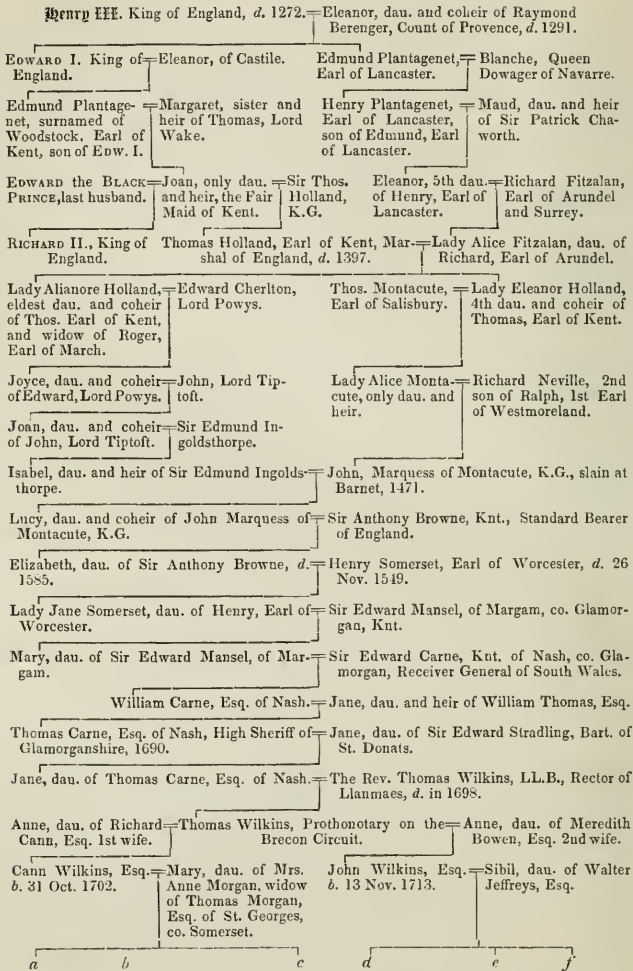 Henry III. King of England, d. 1272.=Eleanor, dau. and coheir of Raymond
Berenger, Count of Provence, d. 1291.
EDWARD I. King of=Eleanor, of Castile.
England.
Edmund Plantagenet,=Blanche, Queen
Earl of Lancaster. Dowager of Navarre.
Edmund Plantage-=Margaret, sister and
net, surnamed of heir of Thomas, Lord
Woodstock, Earl of Wake.
Kent, son of EDW. I.
Henry Plantagenet,=Maud, dau. and heir
Earl of Lancaster, of Sir Patrick Cha-
son of Edmund, Earl worth.
of Lancaster.
EDWARD the BLACK=Joan, only dau.=Sir Thos.
PRINCE, last husband. and heir, the Fair Holland,
Maid of Kent. K.G.
Eleanor, 5th dau.=Richard Fitzalan,
of Henry, Earl of Earl of Arundel
Lancaster. and Surrey.
RICHARD II., King of
England.
Thomas Holland, Earl of Kent, Mar-=Lady Alice Fitzalan, dau. of
shal of England, d. 1397. Richard, Earl of Arundel.
Lady Alianore Holland,=Edward Cherlton,
eldest dau. and coheir Lord Powys.
of Thos. Earl of Kent,
and widow of Roger,
Earl of March.
Thos. Montacute,=Lady Eleanor Holland,
Earl of Salisbury. 4th dau. and coheir of
Thomas, Earl of Kent.
Joyce, dau. and coheir=John, Lord Tip-
of Edward, Lord Powys. toft.
Lady Alice Monta-=Richard Neville, 2nd
cute, only dau. and son of Ralph, 1st Earl
heir. of Westmoreland.
Joan, dau. and coheir=Sir Edmund In-
of John, Lord Tiptoft. goldsthorpe.
Isabel, dau. and heir of Sir Edmund Ingolds-=John, Marquess of Montacute, K.G., slain at
thorpe. Barnet, 1471.
Lucy, dau. and coheir of John Marquess of=Sir Anthony Browne, Knt., Standard Bearer
Montacute, K.G. of England.
Elizabeth, dau. of Sir Anthony Browne, d.=Henry Somerset, Earl of Worcester, d. 26
1585. Nov. 1549.
Lady Jane Somerset, dau. of Henry, Earl of=Sir Edward Mansel, of Margam, co. Glamor-
Worcester. gan, Knt.
Mary, dau. of Sir Edward Mansel, of Mar-=Sir Edward Carne, Knt. of Nash, co. Gla-
gam. morgan, Receiver General of South Wales.
William Carne, Esq. of Nash.=Jane, dau. and heir of William Thomas, Esq.
Thomas Carne, Esq. of Nash, High Sheriff of=Jane, dau. of Sir Edward Stradling, Bart. of
Glamorganshire, 1690. St. Donats.
Jane, dau. of Thomas Carne, Esq. of Nash.=The Rev. Thomas Wilkins, LL.B., Rector of
Llanmaes, d. in 1698.
Anne, dau. of Richard=Thomas Wilkins, Prothonotary on the=Anne, dau. of Meredith
Cann, Esq. 1st wife. Brecon Circuit. Bowen, Esq. 2nd wife.
Cann Wilkins, Esq.=Mary, dau. of Mrs.
b. 31 Oct. 1702. Anne Morgan, widow
of Thomas Morgan,
Esq. of St. Georges,
co. Somerset.
John Wilkins, Esq.=Sibil, dau. of Walter
b. 13 Nov. 1713. Jeffreys, Esq.
a b c d e f